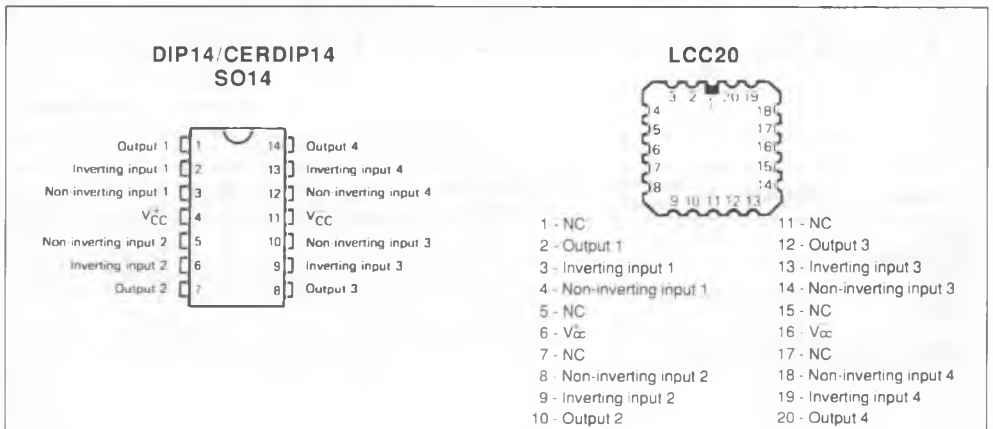 DIP14/CERDIP14
SO14
Output 1 1 14 Output 4
Inverting input 1 2 13 Inverting input 4
Non-inverting input 1 3 12 Non-inverting input 4
V⁺CC 4 11 VCC
Non-inverting input 2 5 10 Non-inverting input 3
Inverting input 2 6 9 Inverting input 3
Output 2 7 8 Output 3
LCC20
3 2 1 20 19
4 18
5 17
6 16
7 15
8 14
9 10 11 12 13
1 - NC
2 - Output 1
3 - Inverting input 1
4 - Non-inverting input 1
5 - NC
6 - V⁺cc
7 - NC
8 - Non-inverting input 2
9 - Inverting input 2
10 - Output 2
11 - NC
12 - Output 3
13 - Inverting input 3
14 - Non-inverting input 3
15 - NC
16 - V⁻cc
17 - NC
18 - Non-inverting input 4
19 - Inverting input 4
20 - Output 4